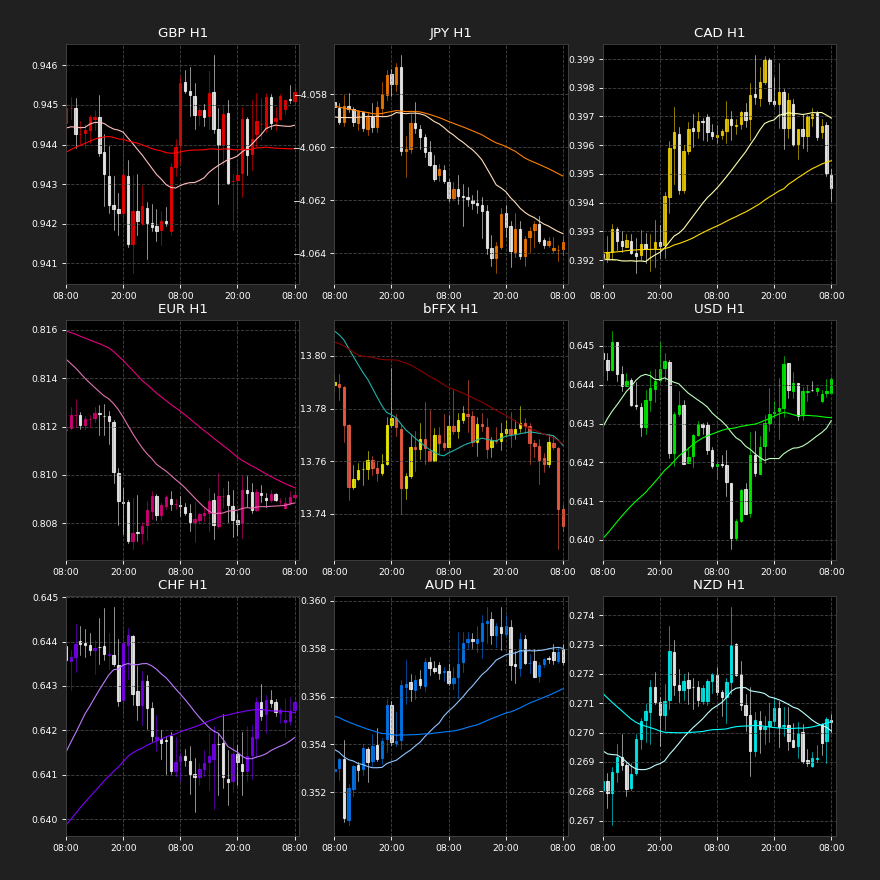 GBP H1 JPY H1 CAD H1
0.946 0.945 0.944 0.943 0.942 0.941
−4.058 −4.060 −4.062 −4.064
0.399 0.398 0.397 0.396 0.395 0.394 0.393 0.392
08:00 20:00 08:00 20:00 08:00 08:00 20:00 08:00 20:00 08:00 08:00 20:00 08:00 20:00 08:00
EUR H1 bFFX H1 USD H1
0.816 0.814 0.812 0.810 0.808
13.80 13.78 13.76 13.74
0.645 0.644 0.643 0.642 0.641 0.640
08:00 20:00 08:00 20:00 08:00 08:00 20:00 08:00 20:00 08:00 08:00 20:00 08:00 20:00 08:00
CHF H1 AUD H1 NZD H1
0.645 0.644 0.643 0.642 0.641 0.640
0.360 0.358 0.356 0.354 0.352
0.274 0.273 0.272 0.271 0.270 0.269 0.268 0.267
08:00 20:00 08:00 20:00 08:00 08:00 20:00 08:00 20:00 08:00 08:00 20:00 08:00 20:00 08:00